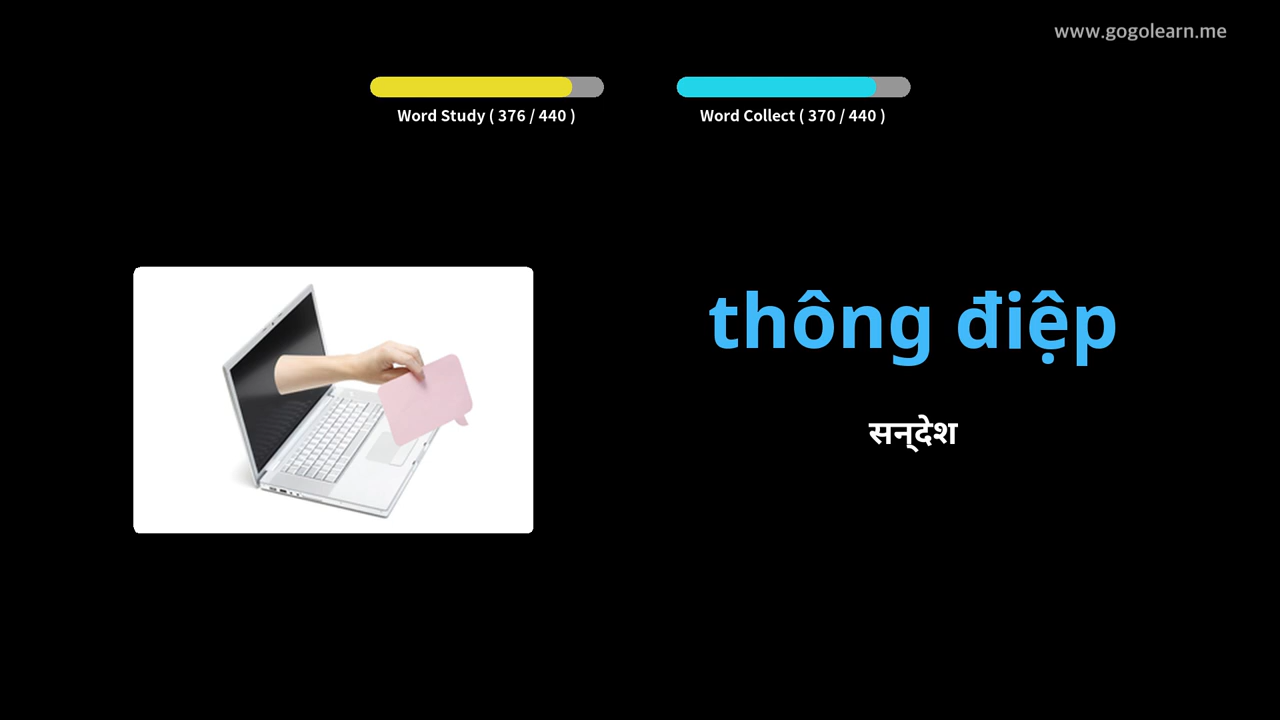 www.gogolearn.me
Word Study ( 376 / 440 )
Word Collect ( 370 / 440 )
thông điệp
सन्‌देश